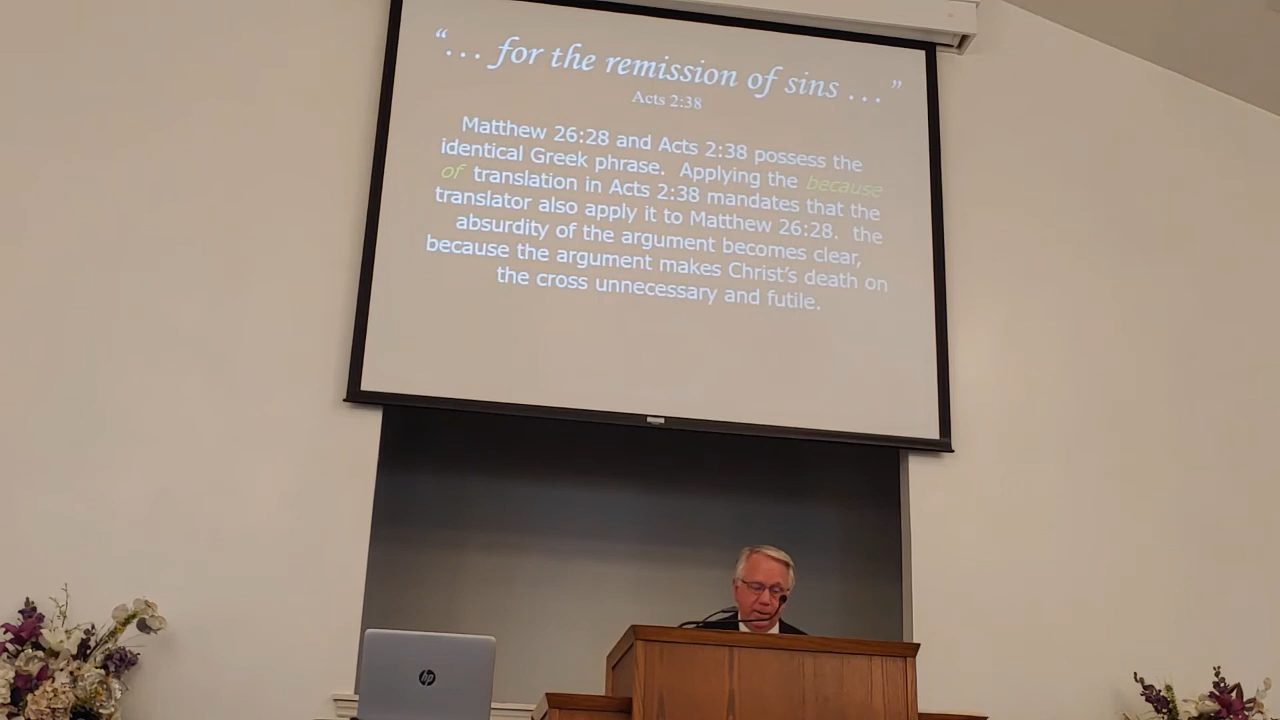 “... for the remission of sins ...”
Acts 2:38
Matthew 26:28 and Acts 2:38 possess the
identical Greek phrase.  Applying the because
of translation in Acts 2:38 mandates that the
translator also apply it to Matthew 26:28.  the
absurdity of the argument becomes clear,
because the argument makes Christ’s death on
the cross unnecessary and futile.
hp